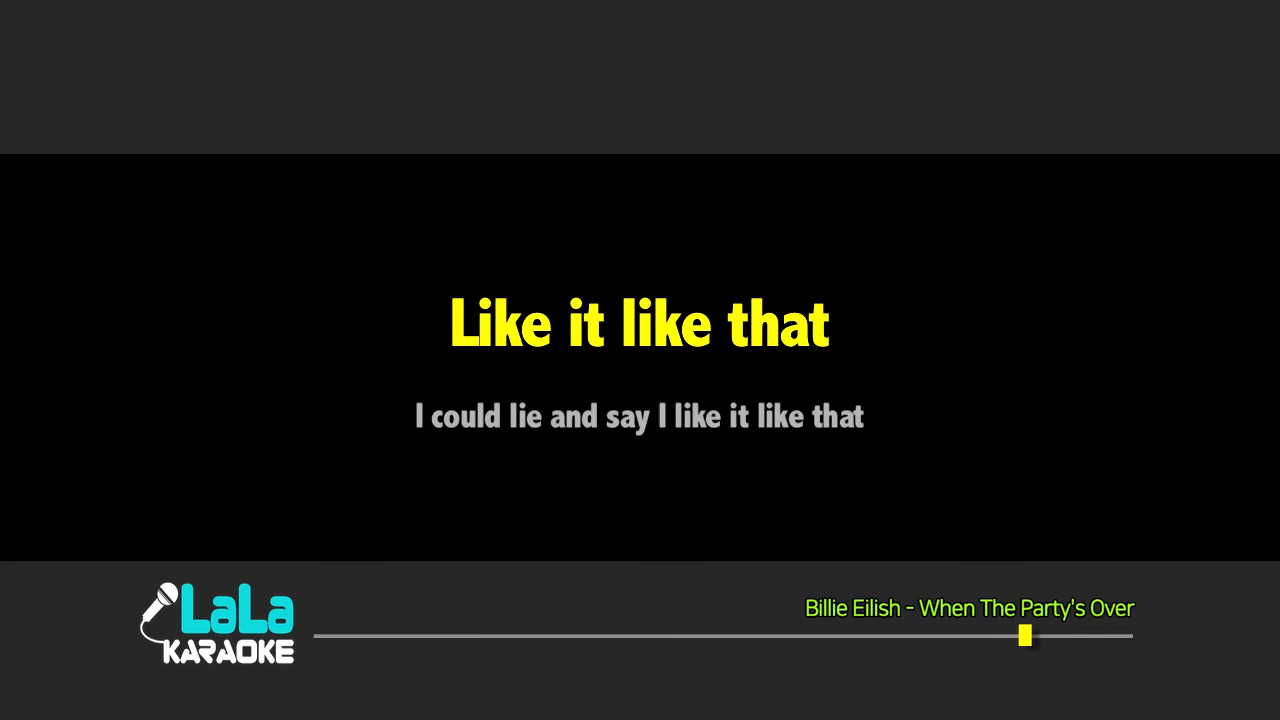 Like it like that
I could lie and say I like it like that
LaLa
KARAOKE
Billie Eilish - When The Party's Over